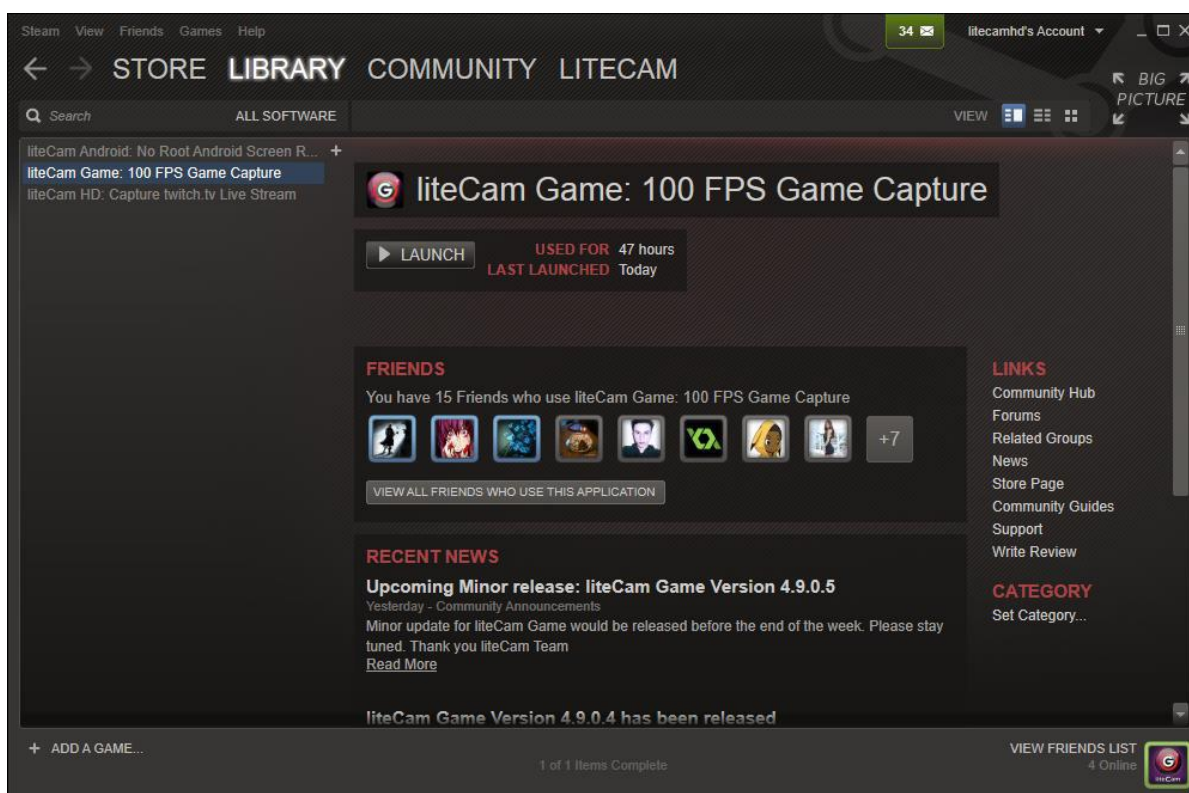 Steam View Friends Games Help
34
litecamhd's Account
STORE LIBRARY COMMUNITY LITECAM
BIG PICTURE
Search
ALL SOFTWARE
VIEW
liteCam Android: No Root Android Screen R... +
liteCam Game: 100 FPS Game Capture
liteCam HD: Capture twitch.tv Live Stream
G
liteCam Game: 100 FPS Game Capture
LAUNCH
USED FOR 47 hours
LAST LAUNCHED Today
FRIENDS
You have 15 Friends who use liteCam Game: 100 FPS Game Capture
+7
VIEW ALL FRIENDS WHO USE THIS APPLICATION
LINKS
Community Hub
Forums
Related Groups
News
Store Page
Community Guides
Support
Write Review
CATEGORY
Set Category...
RECENT NEWS
Upcoming Minor release: liteCam Game Version 4.9.0.5
Yesterday - Community Announcements
Minor update for liteCam Game would be released before the end of the week. Please stay
tuned. Thank you liteCam Team
Read More
liteCam Game Version 4.9.0.4 has been released
+ ADD A GAME...
1 of 1 Items Complete
VIEW FRIENDS LIST
4 Online
G
liteCam